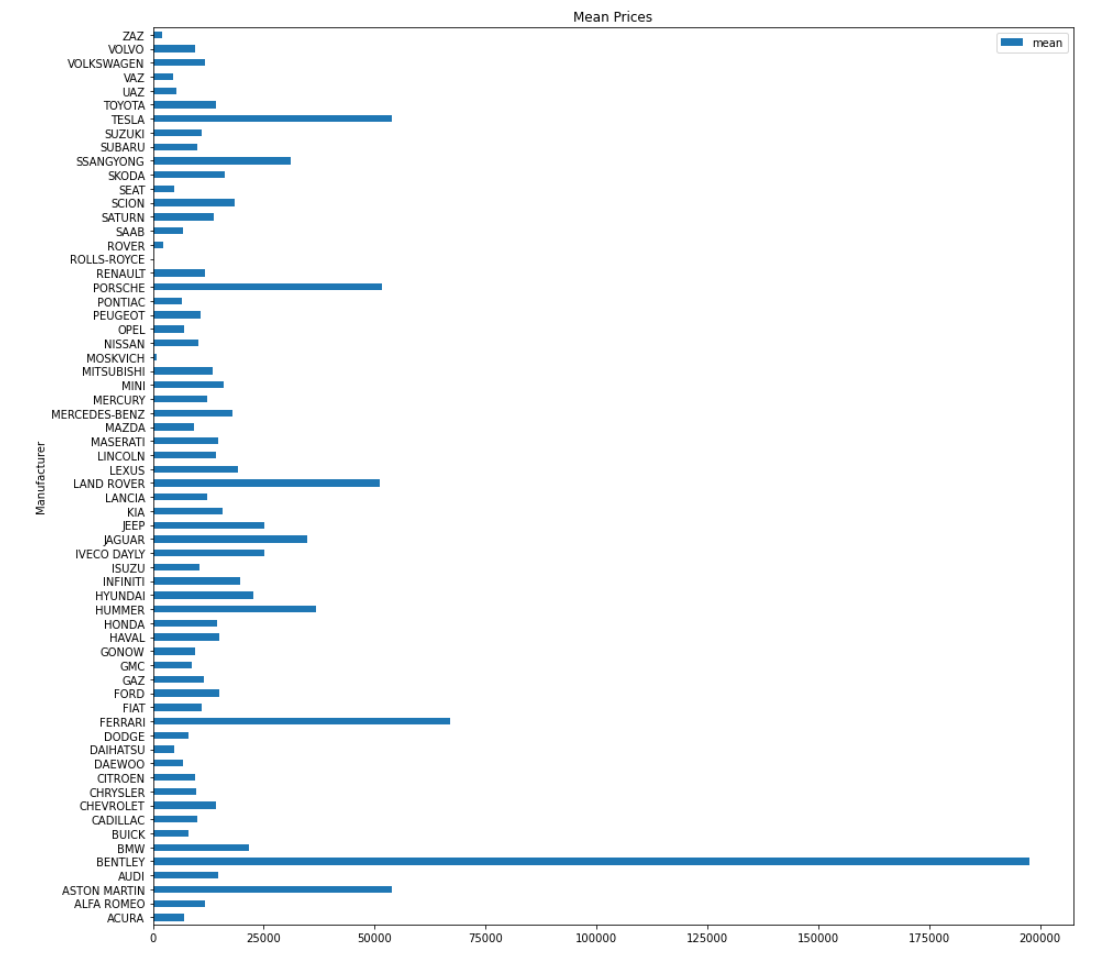 Mean Prices
mean
ZAZ
VOLVO
VOLKSWAGEN
VAZ
UAZ
TOYOTA
TESLA
SUZUKI
SUBARU
SSANGYONG
SKODA
SEAT
SCION
SATURN
SAAB
ROVER
ROLLS-ROYCE
RENAULT
PORSCHE
PONTIAC
PEUGEOT
OPEL
NISSAN
MOSKVICH
MITSUBISHI
MINI
MERCURY
MERCEDES-BENZ
MAZDA
MASERATI
LINCOLN
LEXUS
LAND ROVER
LANCIA
KIA
JEEP
JAGUAR
IVECO DAYLY
ISUZU
INFINITI
HYUNDAI
HUMMER
HONDA
HAVAL
GONOW
GMC
GAZ
FORD
FIAT
FERRARI
DODGE
DAIHATSU
DAEWOO
CITROEN
CHRYSLER
CHEVROLET
CADILLAC
BUICK
BMW
BENTLEY
AUDI
ASTON MARTIN
ALFA ROMEO
ACURA
Manufacturer
0 25000 50000 75000 100000 125000 150000 175000 200000